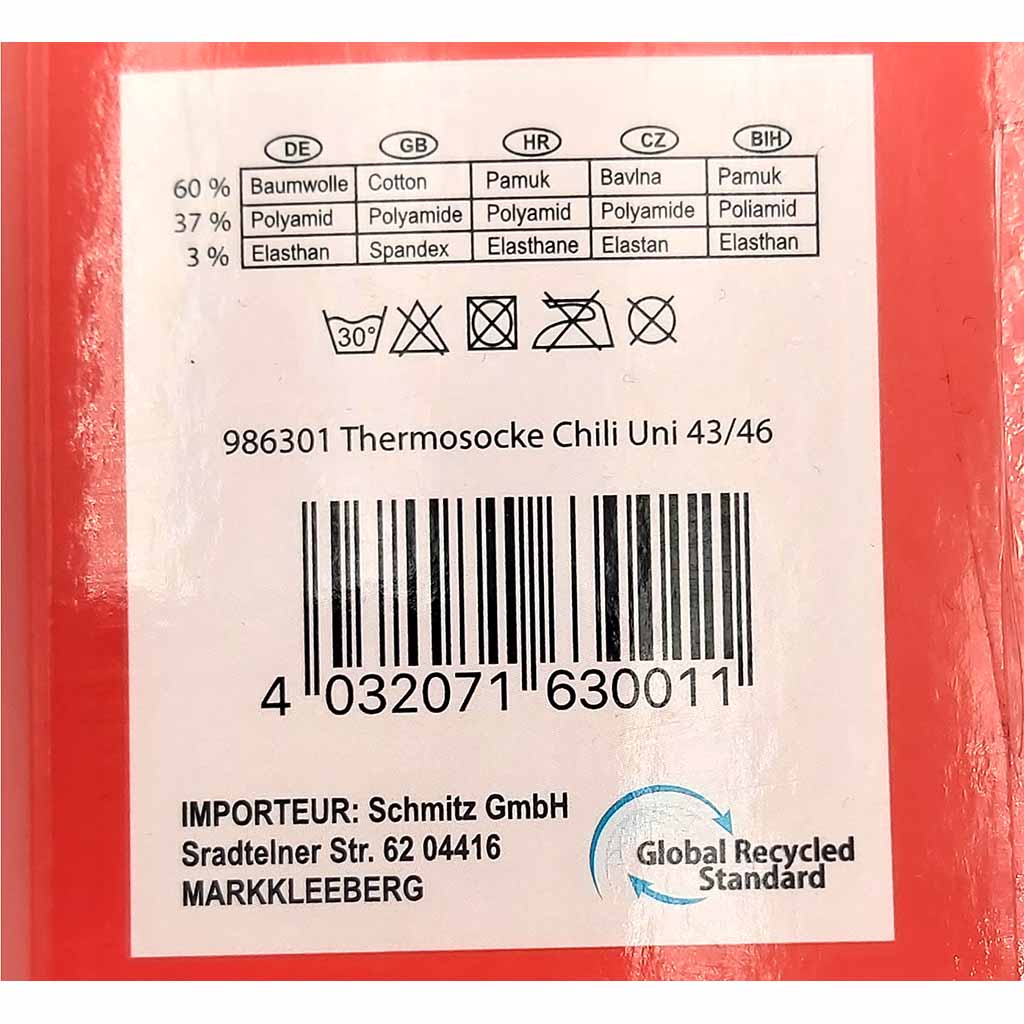 DE GB HR CZ BIH
60 % Baumwolle Cotton Pamuk Bavlna Pamuk
37 % Polyamid Polyamide Polyamid Polyamide Poliamid
3 % Elasthan Spandex Elasthane Elastan Elasthan
30°
986301 Thermosocke Chili Uni 43/46
4 032071 630011
IMPORTEUR: Schmitz GmbH
Sradtelner Str. 62 04416
MARKKLEEBERG
Global Recycled
Standard